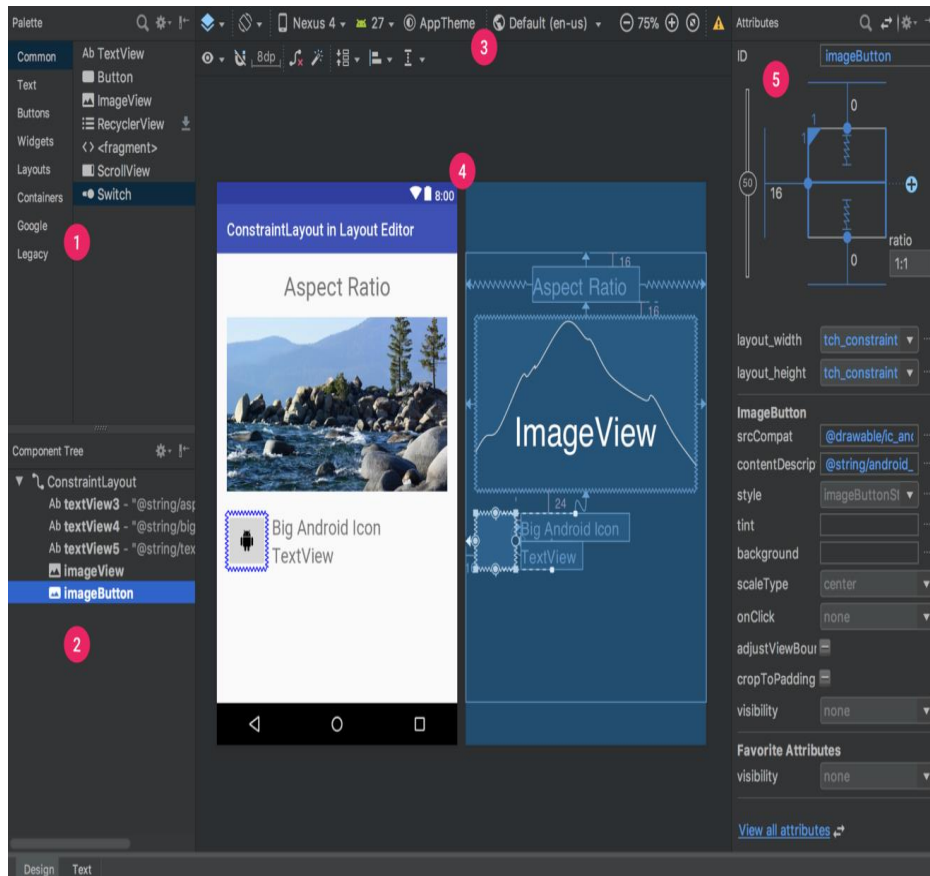 Palette
Common
Text
Buttons
Widgets
Layouts
Containers
Google
Legacy
Ab TextView
Button
ImageView
RecyclerView
<> <fragment>
ScrollView
Switch
1
Component Tree
ConstraintLayout
Ab textView3 - "@string/asp
Ab textView4 - "@string/big
Ab textView5 - "@string/tex
imageView
imageButton
2
Design Text
Nexus 4 27 AppTheme Default (en-us) 75%
8dp
3
4
8:00
ConstraintLayout in Layout Editor
Aspect Ratio
Big Android Icon
TextView
16
Aspect Ratio
16
ImageView
24
Big Android Icon
TextView
Attributes
ID imageButton
5
0
1
1
50
16
0
ratio
1:1
layout_width tch_constraint
layout_height tch_constraint
ImageButton
srcCompat @drawable/ic_anc
contentDescrip @string/android_
style imageButtonSt
tint
background
scaleType center
onClick none
adjustViewBour
cropToPadding
visibility none
Favorite Attributes
visibility none
View all attributes